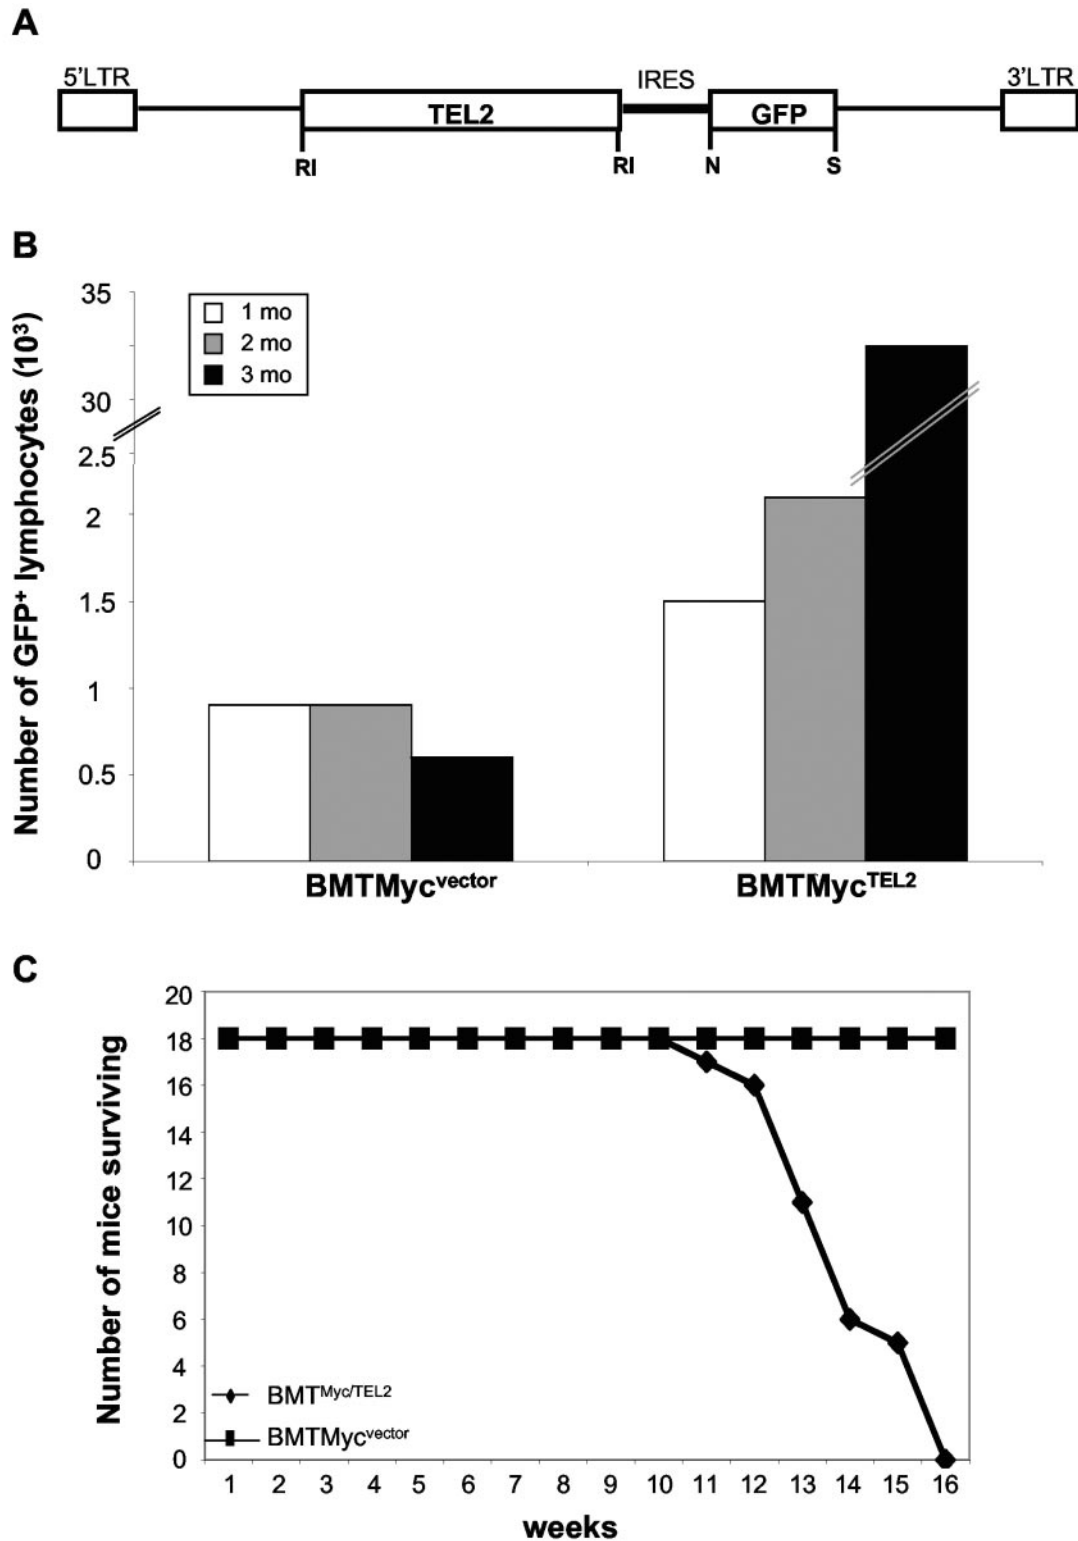 A
5'LTR IRES 3'LTR
TEL2 GFP
RI RI N S
B
Number of GFP⁺ lymphocytes (10³)
35
30
2.5
2
1.5
1
0.5
0
1 mo
2 mo
3 mo
BMTMycᵛᵉᶜᵗᵒʳ BMTMycᵀᴱᴸ²
C
Number of mice surviving
20
18
16
14
12
10
8
6
4
2
0
BMTᴹʸᶜ/ᵀᴱᴸ²
BMTMycᵛᵉᶜᵗᵒʳ
1 2 3 4 5 6 7 8 9 10 11 12 13 14 15 16
weeks